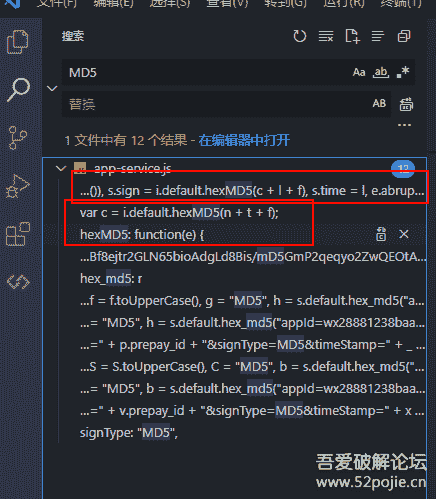 文件(F) 编辑(E) 选择(S) 查看(V) 转到(G) 运行(R) 终端(T)
搜索
MD5
Aa ab, .*
替换
AB
...
1 文件中有 12 个结果 - 在编辑器中打开
app-service.js 12
...()), s.sign = i.default.hexMD5(c + l + f), s.time = l, e.abrup...
var c = i.default.hexMD5(n + t + f);
hexMD5: function(e) {
...Bf8ejtr2GLN65bioAdgLd8Bis/mD5GmP2qeqyo2ZwQEOtA...
hex_md5: r
...f = f.toUpperCase(), g = "MD5", h = s.default.hex_md5("a...
...= "MD5", h = s.default.hex_md5("appId=wx28881238baa...
...=" + p.prepay_id + "&signType=MD5&timeStamp=" + _ ...
...S = S.toUpperCase(), C = "MD5", b = s.default.hex_md5("...
...= "MD5", b = s.default.hex_md5("appId=wx28881238baa...
...=" + v.prepay_id + "&signType=MD5&timeStamp=" + x ...
signType: "MD5",
吾爱破解论坛
www.52pojie.cn